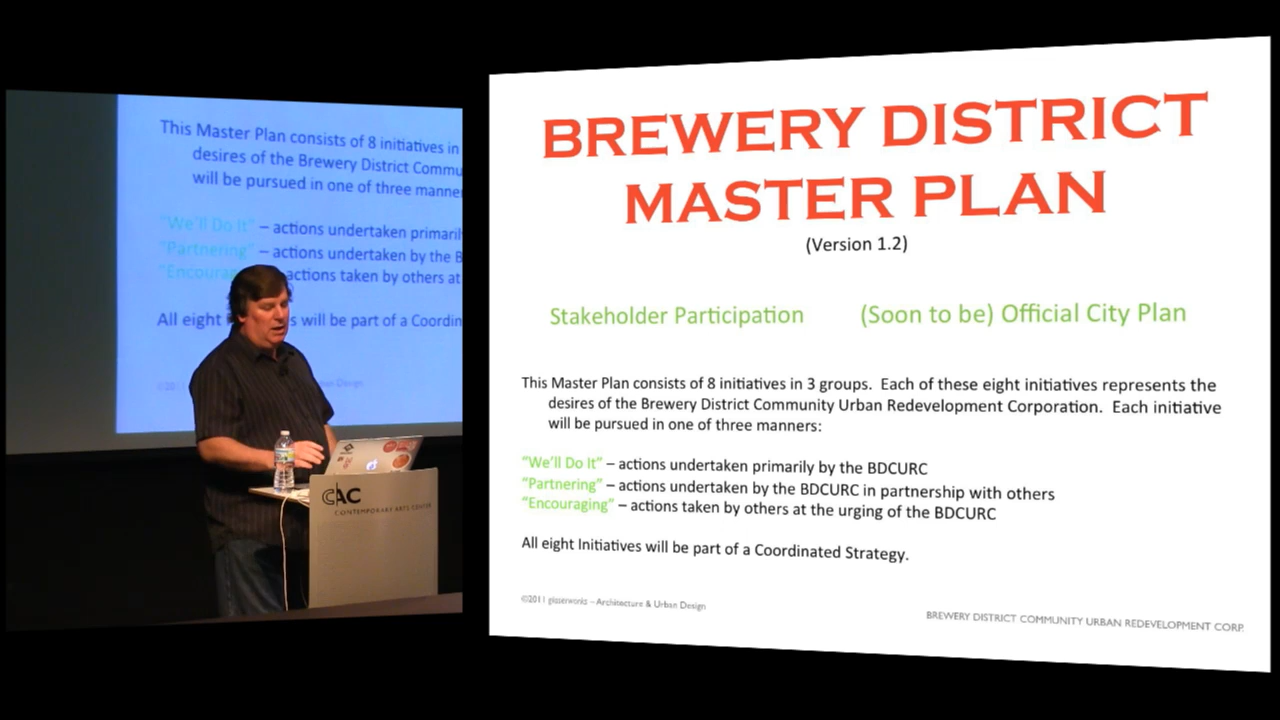 This Master Plan consists of 8 initiatives in
desires of the Brewery District Commu
will be pursued in one of three manner
"We'll Do It" – actions undertaken primaril
"Partnering" – actions undertaken by the B
"Encourag – actions taken by others at
All eight s will be part of a Coordin
©201
ban Design
CAC
CONTEMPORARY ARTS CENTER
BREWERY DISTRICT
MASTER PLAN
(Version 1.2)
Stakeholder Participation (Soon to be) Official City Plan
This Master Plan consists of 8 initiatives in 3 groups. Each of these eight initiatives represents the
desires of the Brewery District Community Urban Redevelopment Corporation. Each initiative
will be pursued in one of three manners:
"We'll Do It" – actions undertaken primarily by the BDCURC
"Partnering" – actions undertaken by the BDCURC in partnership with others
"Encouraging" – actions taken by others at the urging of the BDCURC
All eight Initiatives will be part of a Coordinated Strategy.
©2011 glaserworks – Architecture & Urban Design
BREWERY DISTRICT COMMUNITY URBAN REDEVELOPMENT CORP.